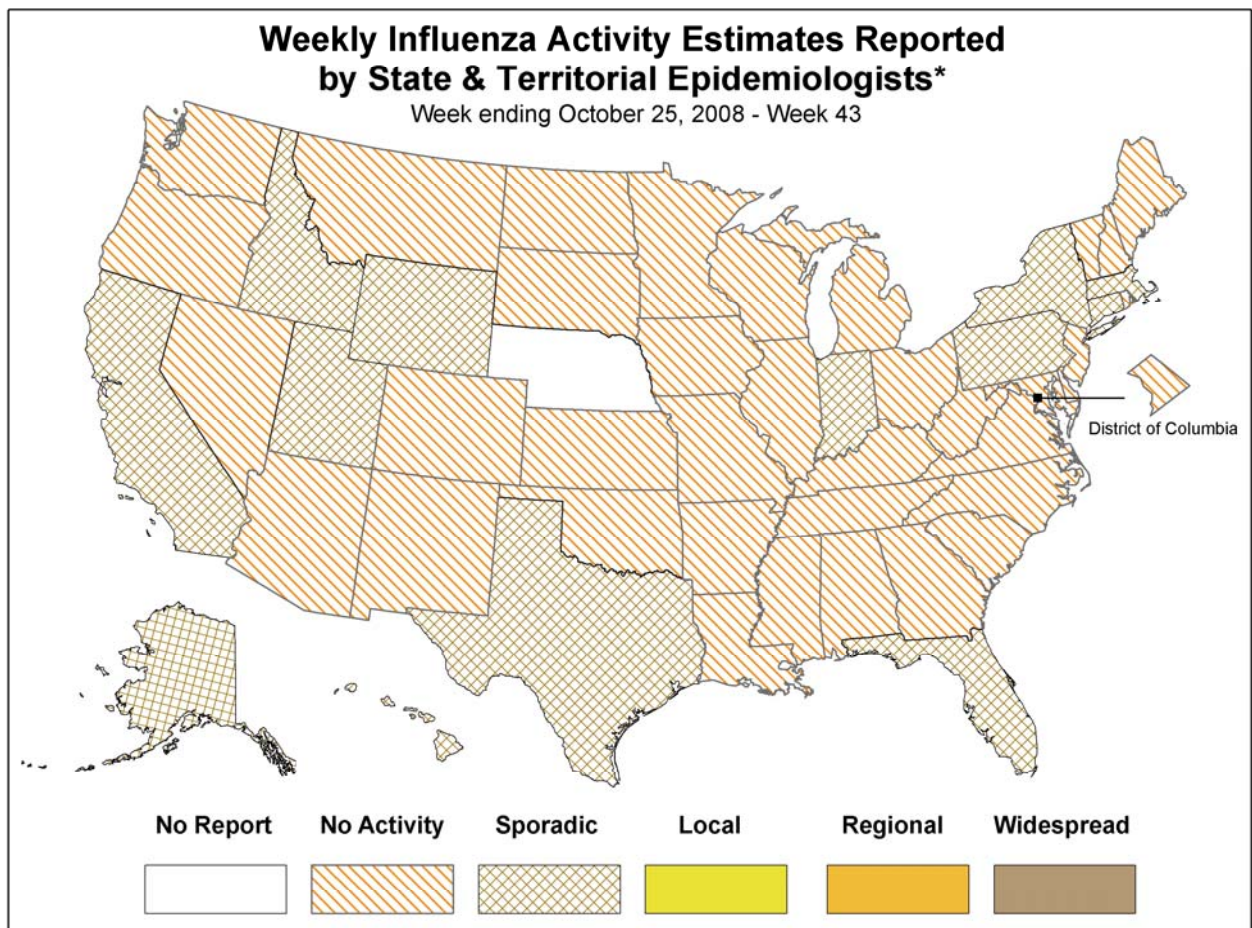 Weekly Influenza Activity Estimates Reported
by State & Territorial Epidemiologists*
Week ending October 25, 2008 - Week 43
District of Columbia
No Report No Activity Sporadic Local Regional Widespread